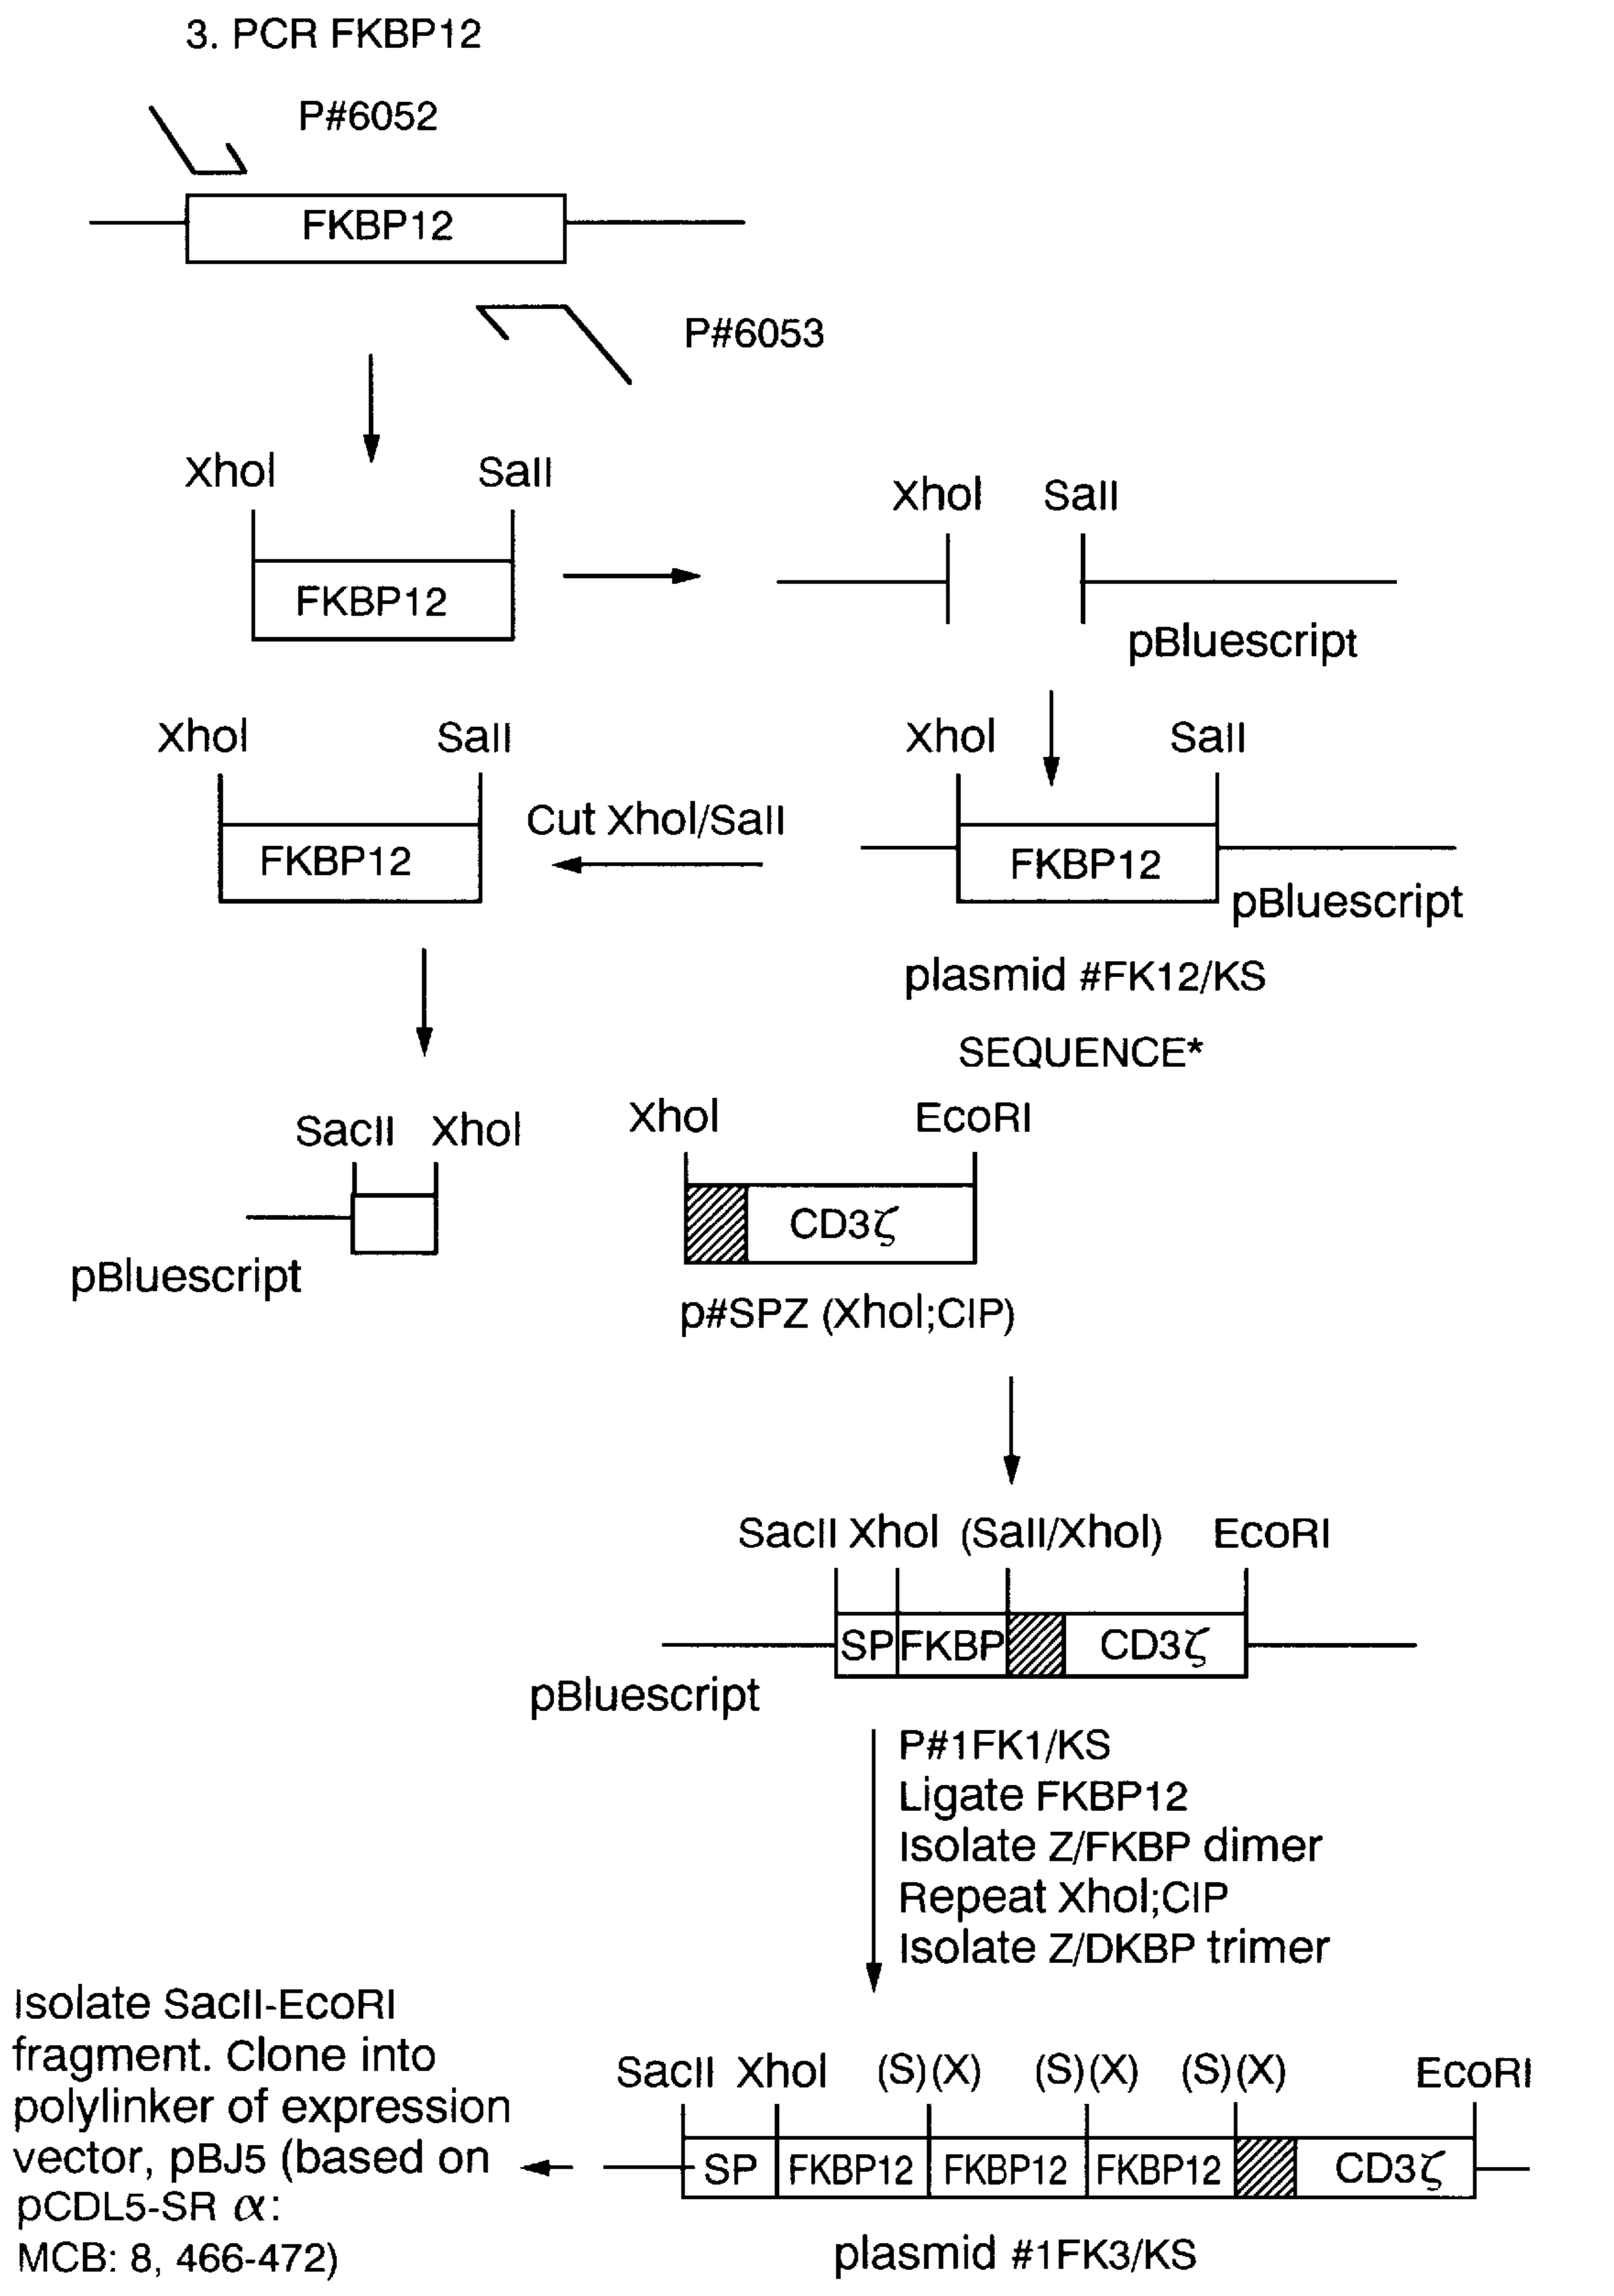 3. PCR FKBP12
P#6052
FKBP12
P#6053
XhoI SalI
FKBP12
XhoI SalI
pBluescript
XhoI SalI
FKBP12
pBluescript
Cut XhoI/SalI
XhoI SalI
FKBP12
plasmid #FK12/KS
SEQUENCE*
SacII XhoI
pBluescript
XhoI EcoRI
CD3ζ
p#SPZ (XhoI;CIP)
SacII XhoI (SalI/XhoI) EcoRI
SP FKBP CD3ζ
pBluescript
P#1FK1/KS
Ligate FKBP12
Isolate Z/FKBP dimer
Repeat XhoI;CIP
Isolate Z/DKBP trimer
SacII XhoI (S)(X) (S)(X) (S)(X) EcoRI
SP FKBP12 FKBP12 FKBP12 CD3ζ
plasmid #1FK3/KS
Isolate SacII-EcoRI
fragment. Clone into
polylinker of expression
vector, pBJ5 (based on
pCDL5-SR α:
MCB: 8, 466-472)